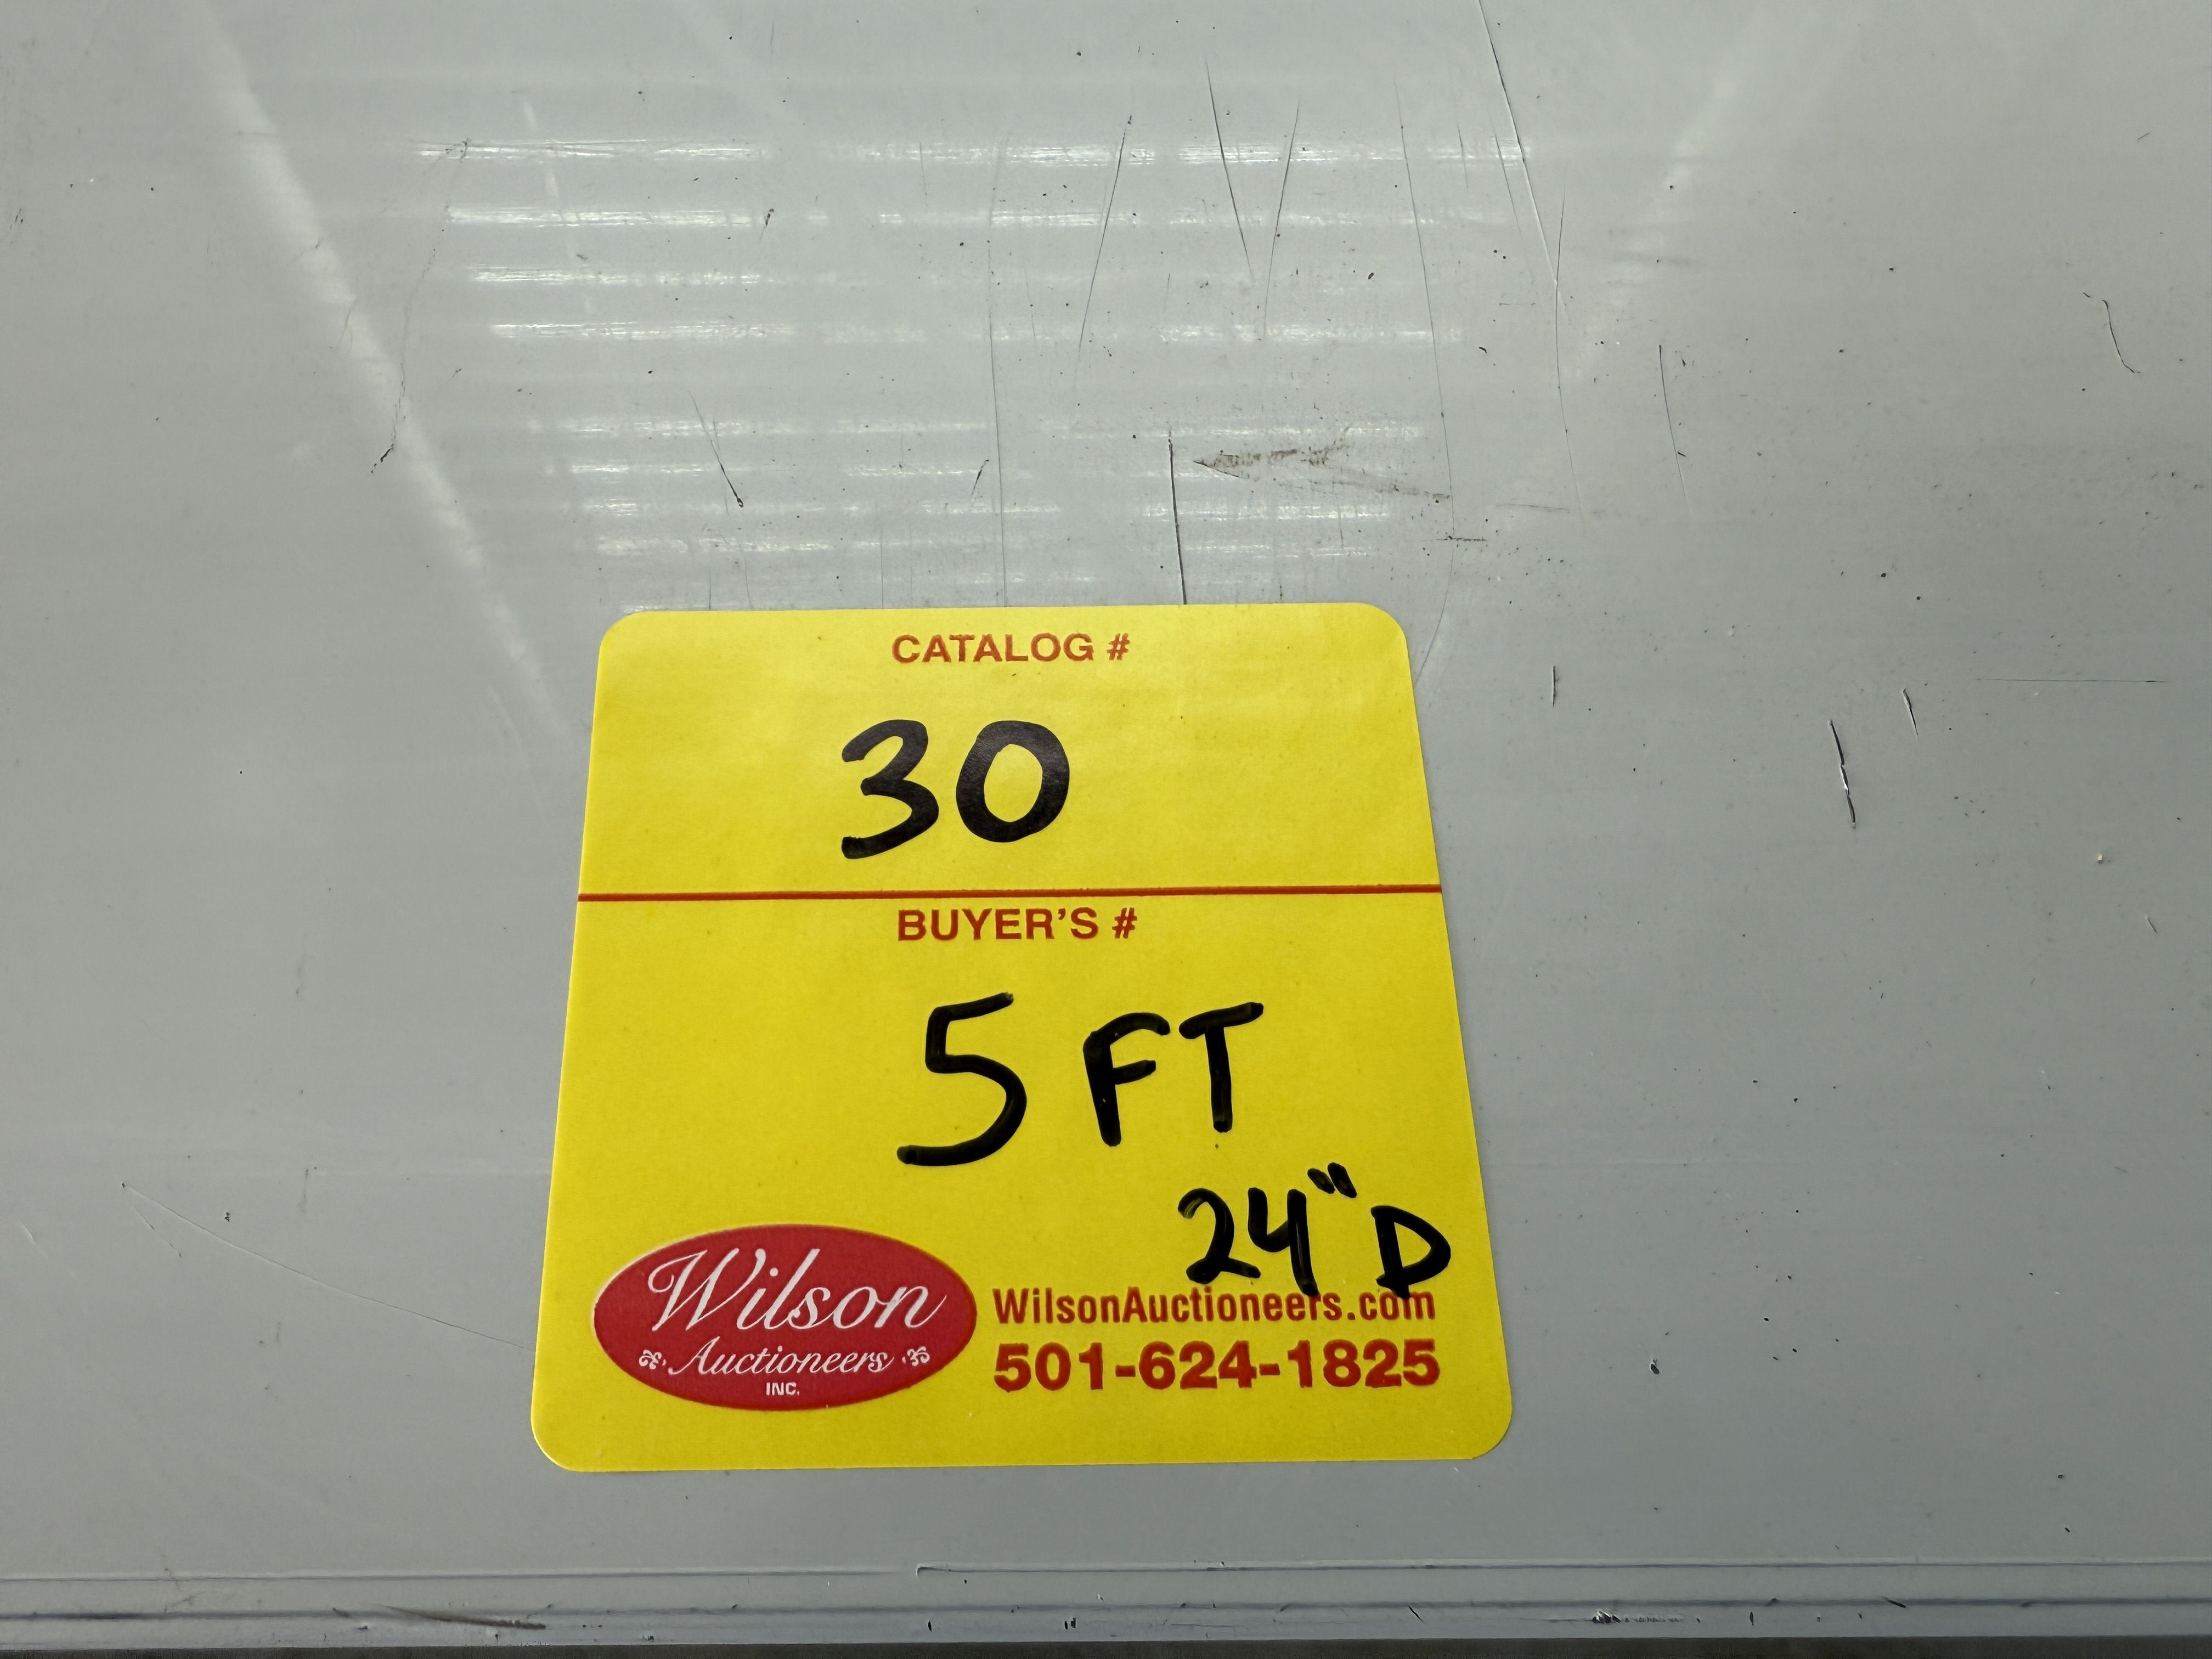 CATALOG #
30
BUYER'S #
5 FT
24" D
Wilson
Auctioneers
INC.
WilsonAuctioneers.com
501-624-1825